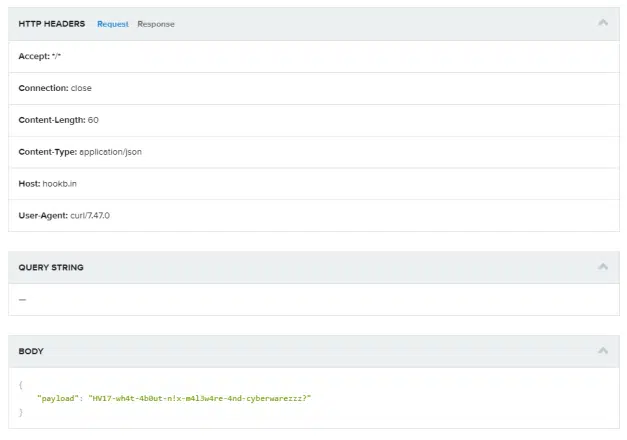 HTTP HEADERS Request Response
Accept: */*
Connection: close
Content-Length: 60
Content-Type: application/json
Host: hookb.in
User-Agent: curl/7.47.0
QUERY STRING
—
BODY
{
"payload": "HV17-wh4t-4b0ut-n!x-m4l3w4re-4nd-cyberwarezzz?"
}